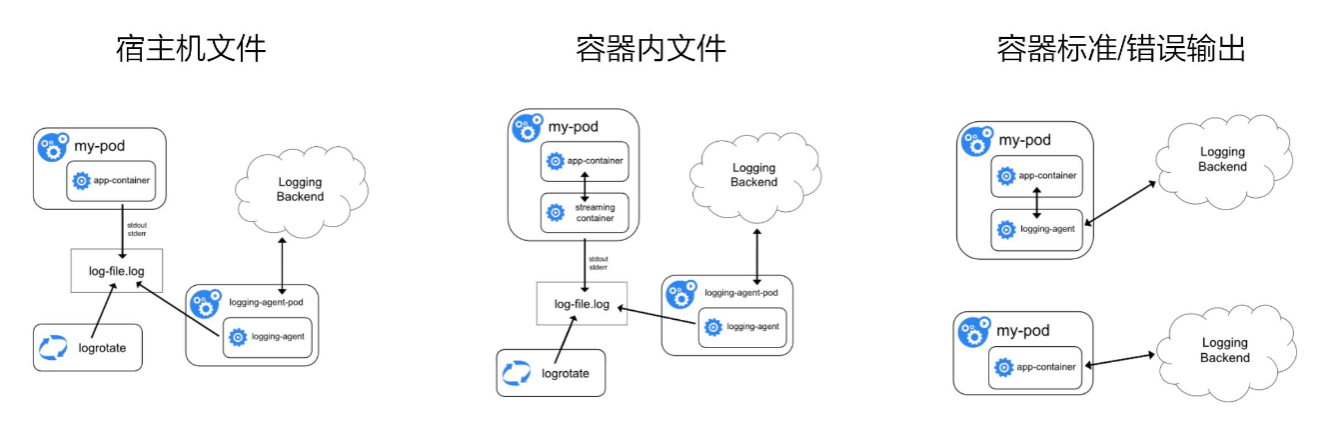 宿主机文件
my-pod
app-container
stdout
stderr
log-file.log
logrotate
Logging
Backend
logging-agent-pod
logging-agent
容器内文件
my-pod
app-container
streaming
container
stdout
stderr
log-file.log
logrotate
Logging
Backend
logging-agent-pod
logging-agent
容器标准/错误输出
my-pod
app-container
logging-agent
Logging
Backend
my-pod
app-container
Logging
Backend